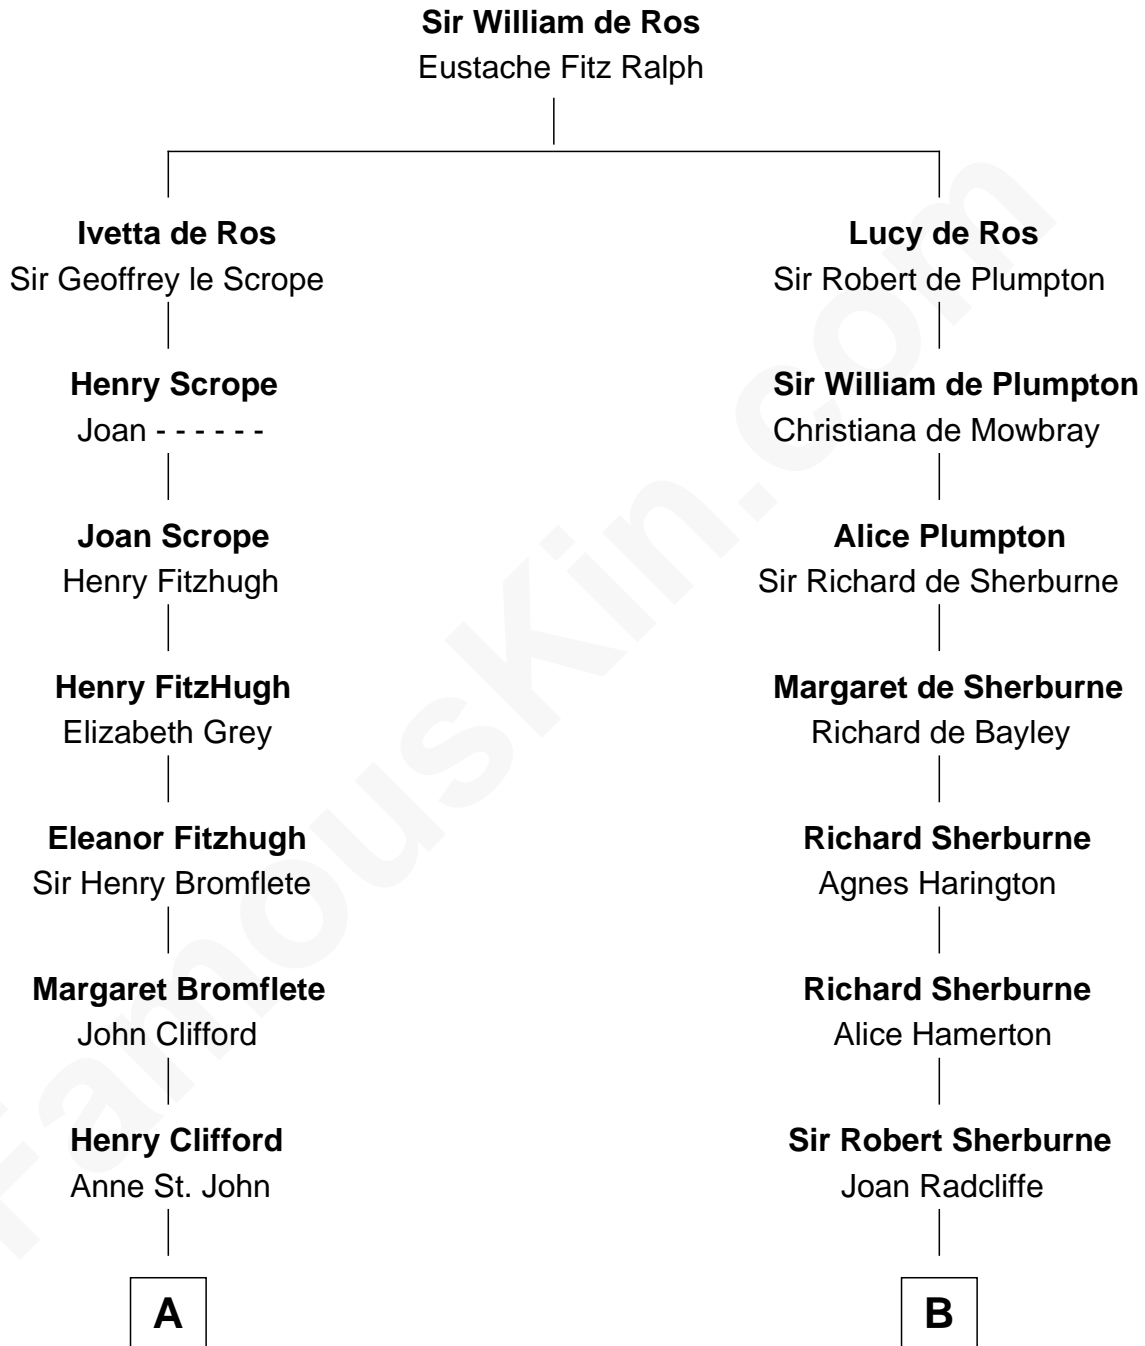 Sir William de Ros
Eustache Fitz Ralph
Ivetta de Ros
Sir Geoffrey le Scrope
Lucy de Ros
Sir Robert de Plumpton
Henry Scrope
Joan - - - - - -
Sir William de Plumpton
Christiana de Mowbray
Joan Scrope
Henry Fitzhugh
Alice Plumpton
Sir Richard de Sherburne
Henry FitzHugh
Elizabeth Grey
Margaret de Sherburne
Richard de Bayley
Eleanor Fitzhugh
Sir Henry Bromflete
Richard Sherburne
Agnes Harington
Margaret Bromflete
John Clifford
Richard Sherburne
Alice Hamerton
Henry Clifford
Anne St. John
Sir Robert Sherburne
Joan Radcliffe
A
B
FamousKin.com